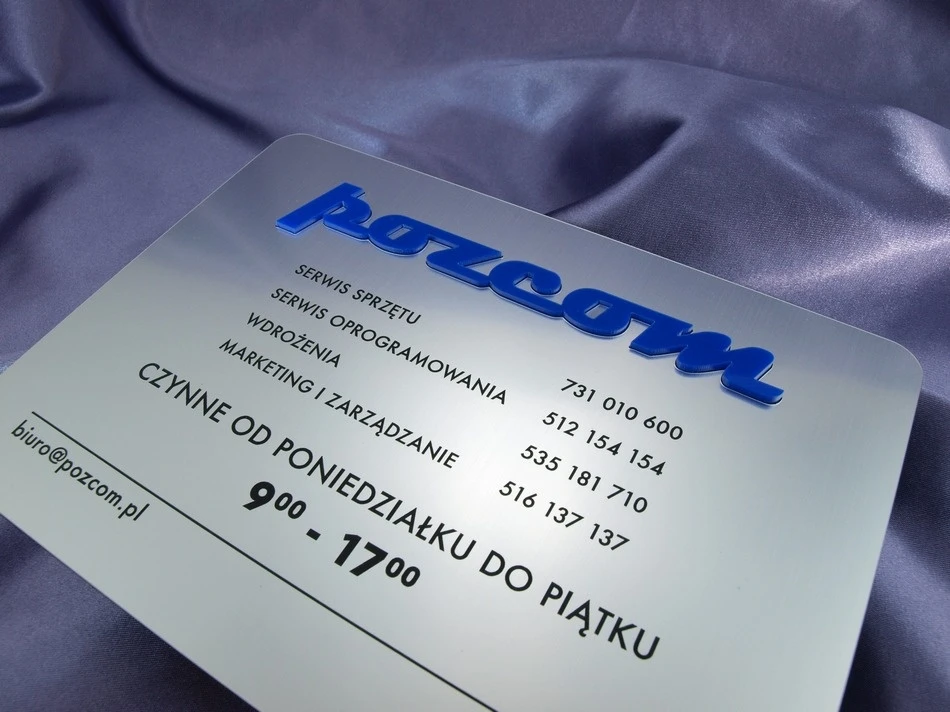 pozcom
SERWIS SPRZĘTU 731 010 600
SERWIS OPROGRAMOWANIA 512 154 154
WDROŻENIA 535 181 710
MARKETING I ZARZĄDZANIE 516 137 137
CZYNNE OD PONIEDZIAŁKU DO PIĄTKU
9⁰⁰ - 17⁰⁰
biuro@pozcom.pl